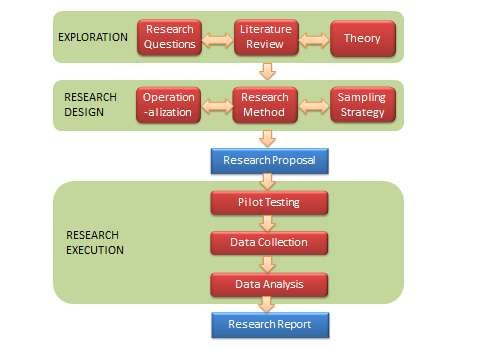 EXPLORATION
Research
Questions
Literature
Review
Theory
RESEARCH
DESIGN
Operation
~alization
Research
Method
Sampling
Strategy
Research Proposal
RESEARCH
EXECUTION
Pilot Testing
Data Collection
Data Analysis
Research Report